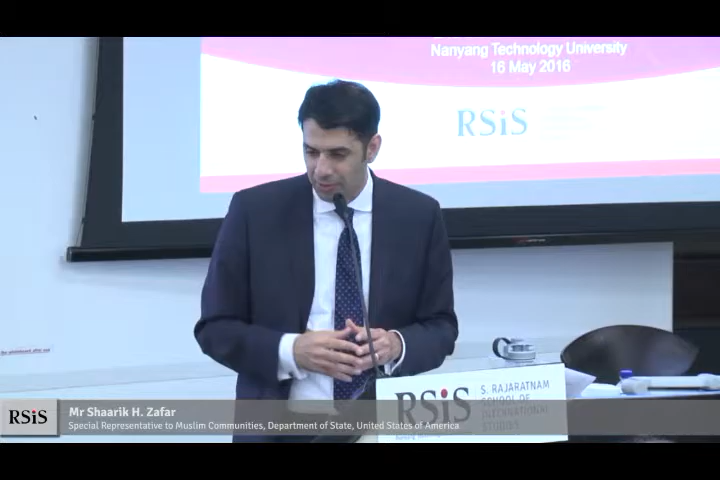 Nanyang Technology University
16 May 2016
RSiS
RSiS
S. RAJARATNAM
SCHOOL OF
INTERNATIONAL
STUDIES
RSiS
Mr Shaarik H. Zafar
Special Representative to Muslim Communities, Department of State, United States of America